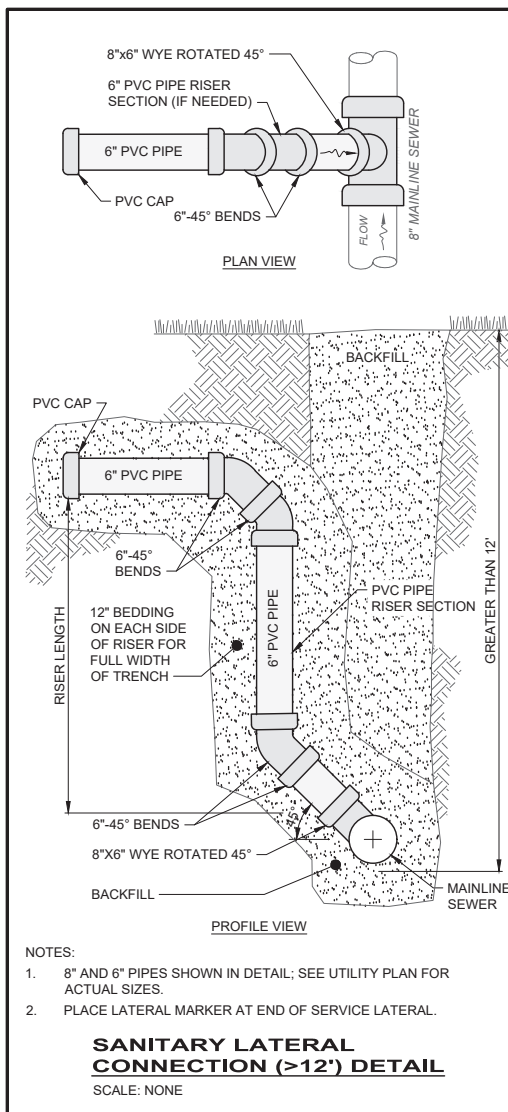 8"x6" WYE ROTATED 45°
6" PVC PIPE RISER
SECTION (IF NEEDED)
6" PVC PIPE
PVC CAP
6"-45° BENDS
FLOW
8" MAINLINE SEWER
PLAN VIEW
BACKFILL
PVC CAP
6" PVC PIPE
6"-45°
BENDS
12" BEDDING
ON EACH SIDE
OF RISER FOR
FULL WIDTH
OF TRENCH
RISER LENGTH
6" PVC PIPE
PVC PIPE
RISER SECTION
GREATER THAN 12'
6"-45° BENDS
45°
8"X6" WYE ROTATED 45°
BACKFILL
MAINLINE
SEWER
PROFILE VIEW
NOTES:
1. 8" AND 6" PIPES SHOWN IN DETAIL; SEE UTILITY PLAN FOR
ACTUAL SIZES.
2. PLACE LATERAL MARKER AT END OF SERVICE LATERAL.
SANITARY LATERAL
CONNECTION (>12') DETAIL
SCALE: NONE